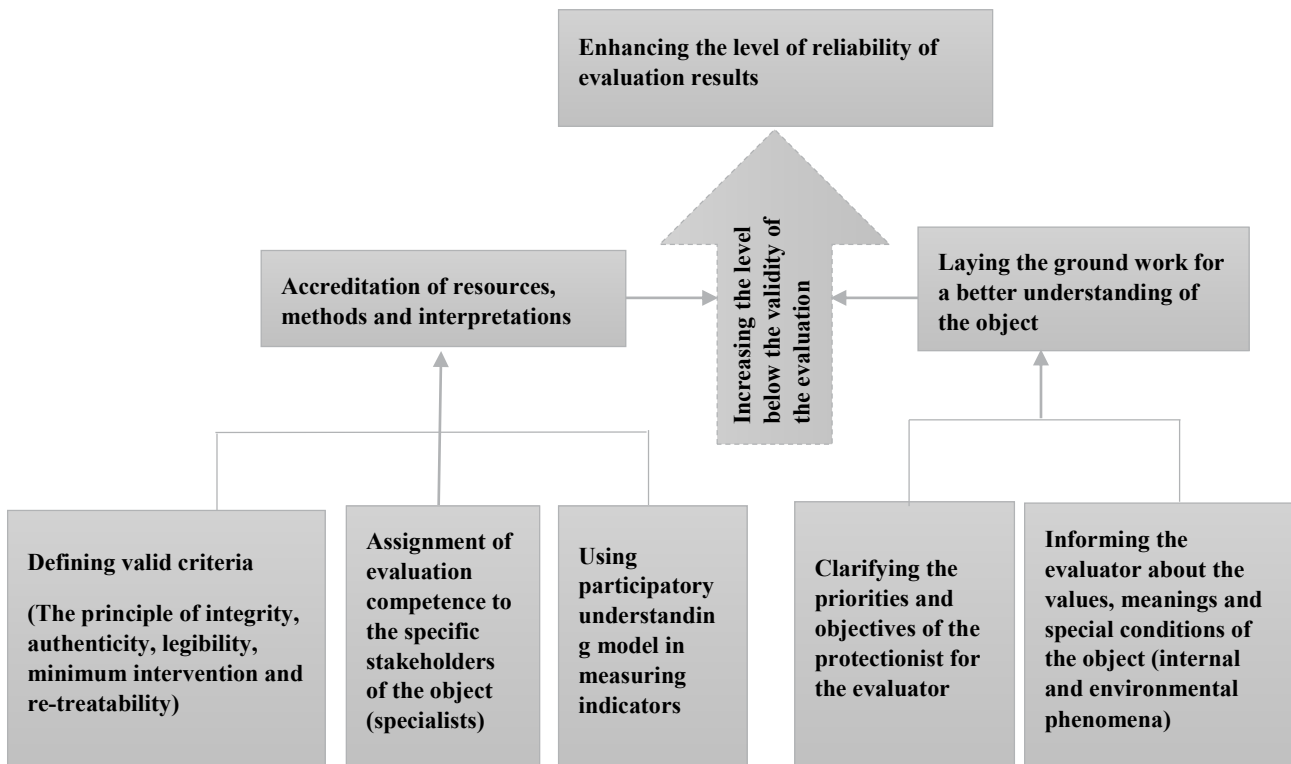 Enhancing the level of reliability of
evaluation results
Increasing the level
below the validity of
the evaluation
Accreditation of resources,
methods and interpretations
Laying the ground work for
a better understanding of
the object
Defining valid criteria
(The principle of integrity,
authenticity, legibility,
minimum intervention and
re-treatability)
Assignment of
evaluation
competence to
the specific
stakeholders
of the object
(specialists)
Using
participatory
understandin
g model in
measuring
indicators
Clarifying the
priorities and
objectives of the
protectionist for
the evaluator
Informing the
evaluator about the
values, meanings and
special conditions of
the object (internal
and environmental
phenomena)